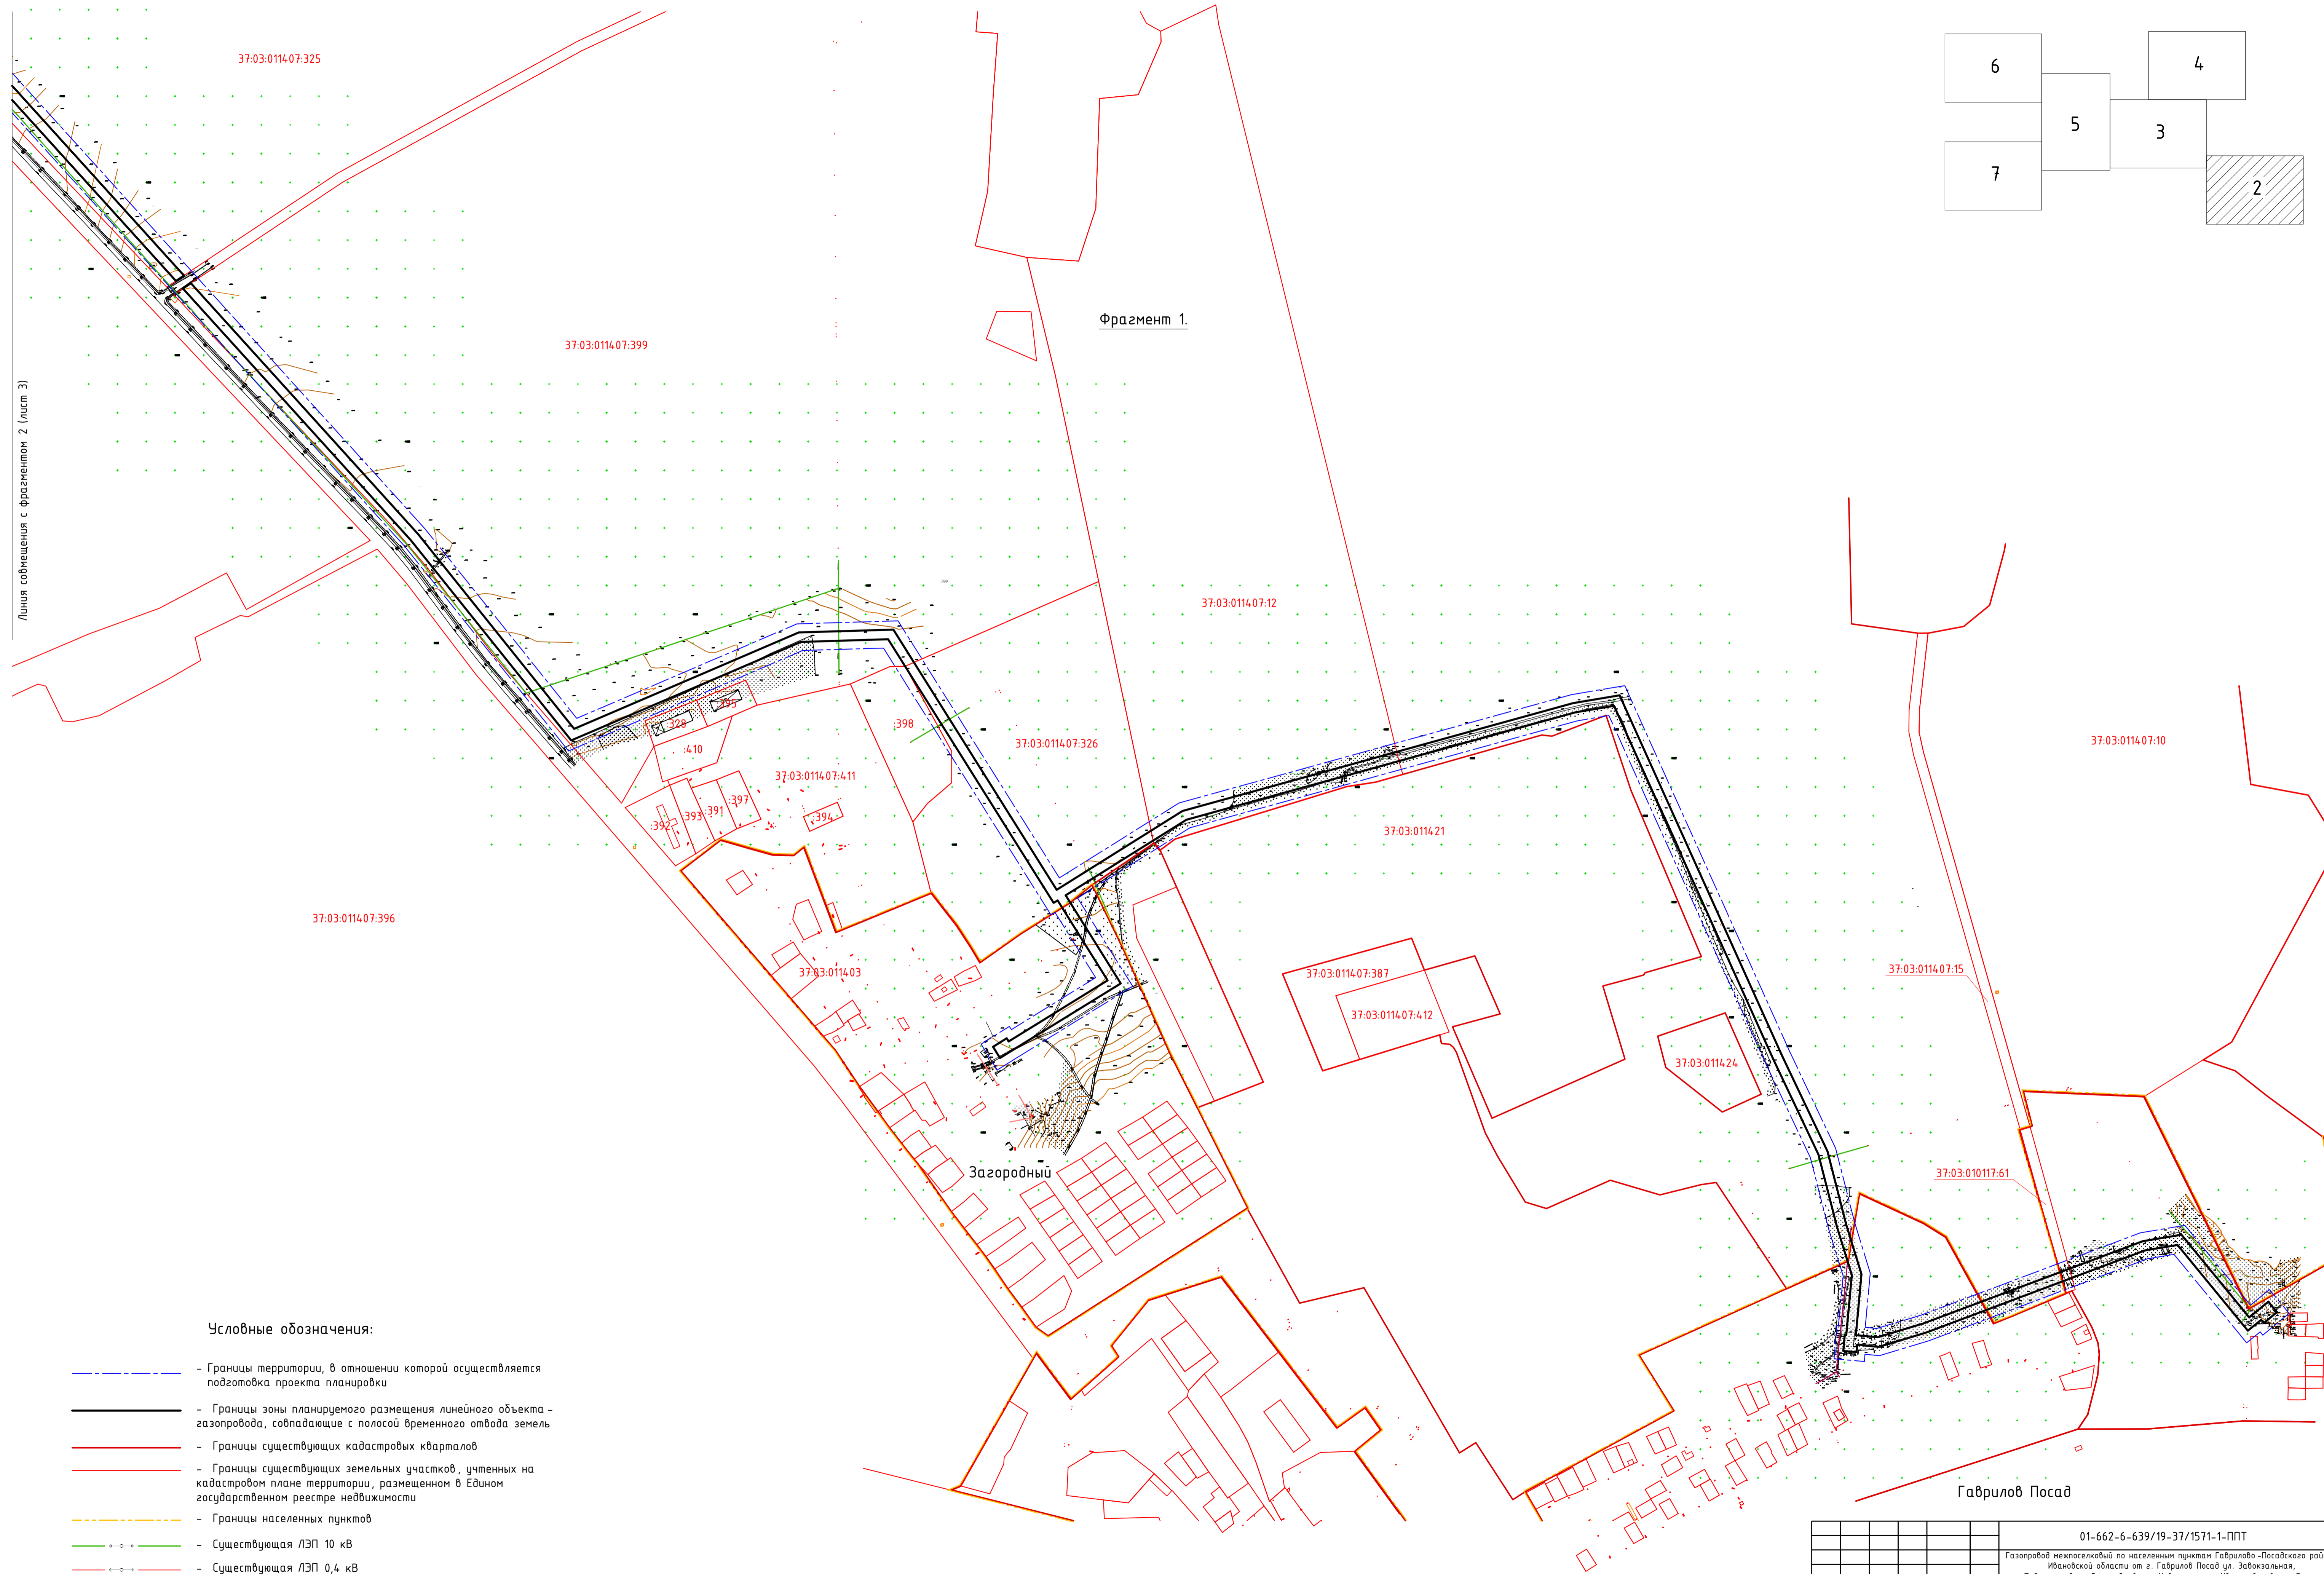 37:03:011407:325
6
4
5
3
7
2
Фрагмент 1.
37:03:011407:399
Линия совмещения с фрагментом 2 (лист 3)
37:03:011407:12
:398
:395
:328
:410
37:03:011407:326
37:03:011407:10
37:03:011407:411
:397
:391
:393
:392
:394
37:03:011421
37:03:011407:396
37:03:011403
37:03:011407:387
37:03:011407:15
37:03:011407:412
37:03:011424
Загородный
37:03:010117:61
Условные обозначения:
- Границы территории, в отношении которой осуществляется
подготовка проекта планировки
- Границы зоны планируемого размещения линейного объекта -
газопровода, совпадающие с полосой временного отвода земель
- Границы существующих кадастровых кварталов
- Границы существующих земельных участков, учтенных на
кадастровом плане территории, размещенном в Едином
государственном реестре недвижимости
- Границы населенных пунктов
- Существующая ЛЭП 10 кВ
- Существующая ЛЭП 0,4 кВ
Гаврилов Посад
01-662-6-639/19-37/1571-1-ППТ
Газопровод межпоселковый по населенным пунктам Гаврилово-Посадского рай
Ивановской области от г. Гаврилов Посад ул. Завокзальная,